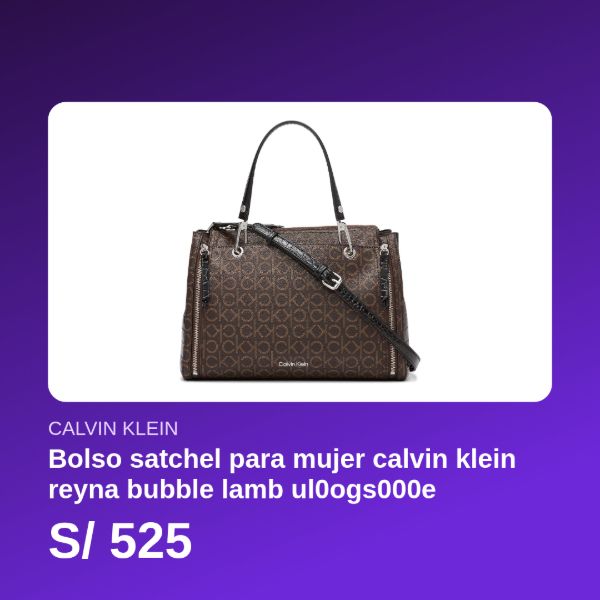 Calvin Klein
CALVIN KLEIN
Bolso satchel para mujer calvin klein
reyna bubble lamb ul0ogs000e
S/ 525